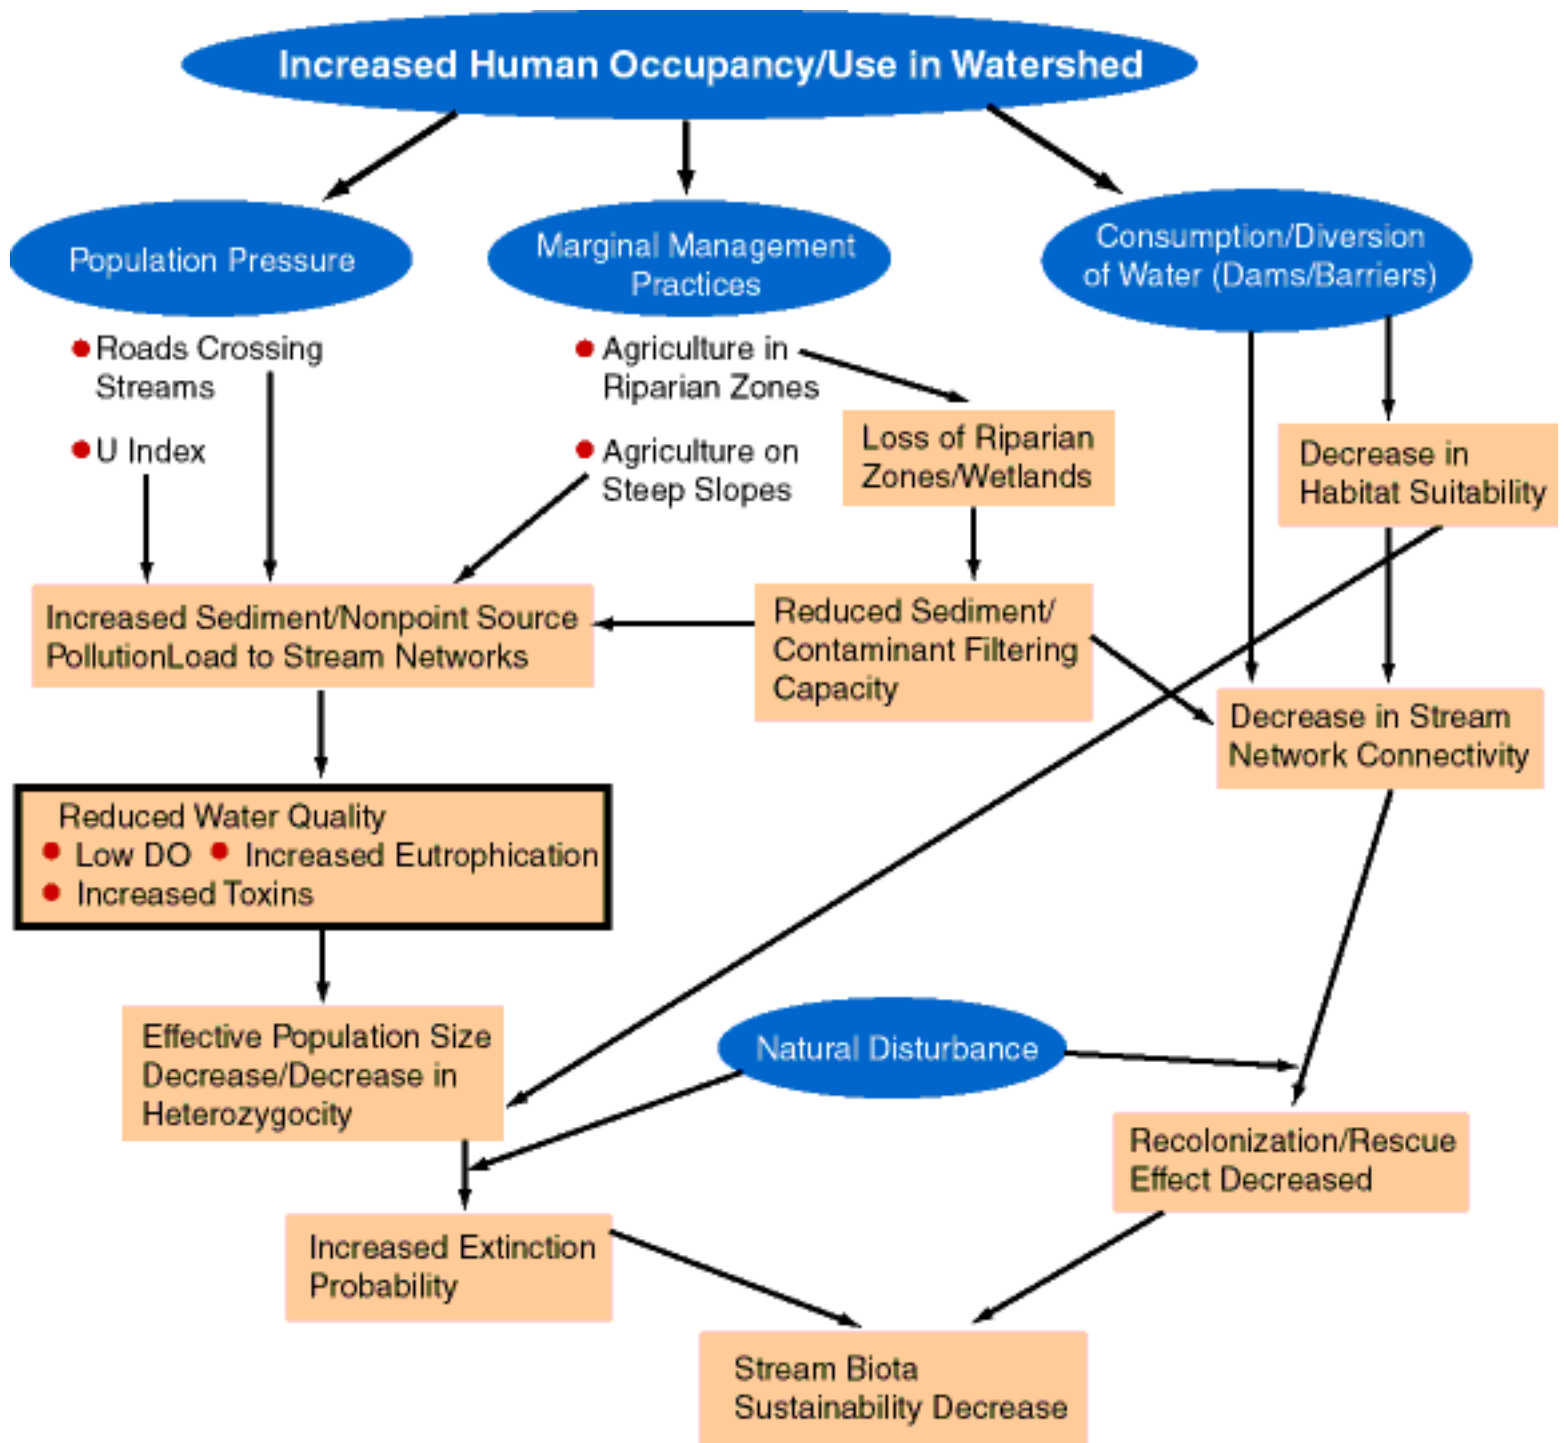 Increased Human Occupancy/Use in Watershed
Population Pressure
Marginal Management
Practices
Consumption/Diversion
of Water (Dams/Barriers)
Roads Crossing
Streams
U Index
Agriculture in
Riparian Zones
Agriculture on
Steep Slopes
Loss of Riparian
Zones/Wetlands
Decrease in
Habitat Suitability
Increased Sediment/Nonpoint Source
PollutionLoad to Stream Networks
Reduced Sediment/
Contaminant Filtering
Capacity
Decrease in Stream
Network Connectivity
Reduced Water Quality
Low DO Increased Eutrophication
Increased Toxins
Effective Population Size
Decrease/Decrease in
Heterozygocity
Natural Disturbance
Recolonization/Rescue
Effect Decreased
Increased Extinction
Probability
Stream Biota
Sustainability Decrease